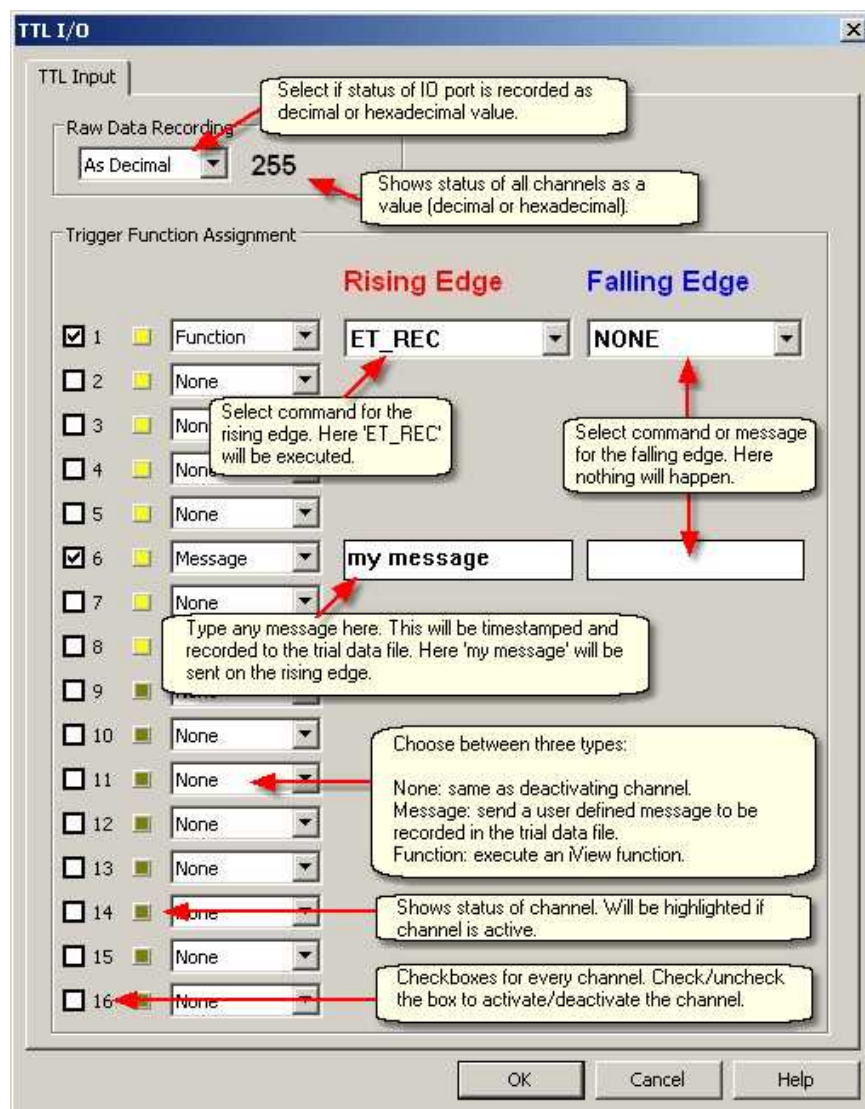 TTL I/O
TTL Input
Select if status of IO port is recorded as
decimal or hexadecimal value.
Raw Data Recording
As Decimal
255
Shows status of all channels as a
value (decimal or hexadecimal).
Trigger Function Assignment
Rising Edge Falling Edge
1 Function ET_REC NONE
2 None
Select command for the
rising edge. Here 'ET_REC'
will be executed.
Select command or message
for the falling edge. Here
nothing will happen.
3
4
5 None
6 Message my message
7 None
Type any message here. This will be timestamped and
recorded to the trial data file. Here 'my message' will be
sent on the rising edge.
8
9 None
10 None
Choose between three types:
None: same as deactivating channel.
Message: send a user defined message to be
recorded in the trial data file.
Function: execute an iView function.
11 None
12 None
13 None
14 None
Shows status of channel. Will be highlighted if
channel is active.
15 None
Checkboxes for every channel. Check/uncheck
the box to activate/deactivate the channel.
16 None
OK Cancel Help